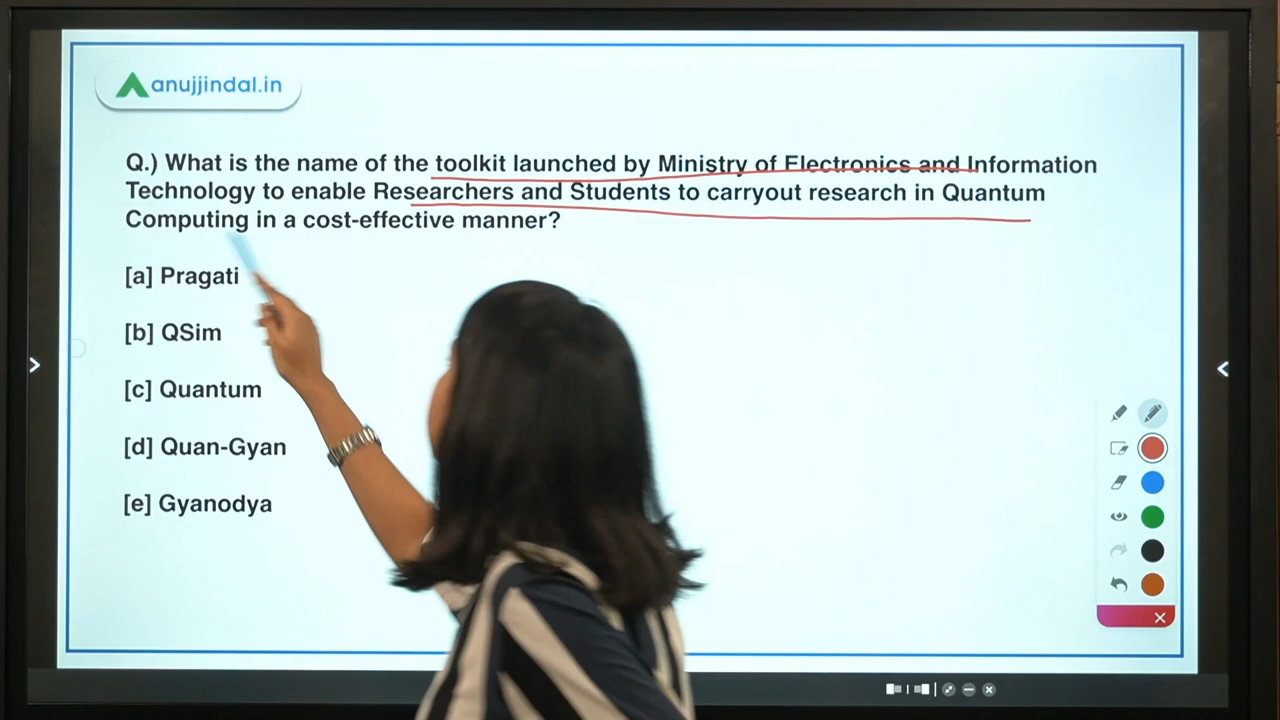 anujjindal.in
Q.) What is the name of the toolkit launched by Ministry of Electronics and Information
Technology to enable Researchers and Students to carryout research in Quantum
Computing in a cost-effective manner?
[a] Pragati
[b] QSim
[c] Quantum
[d] Quan-Gyan
[e] Gyanodya